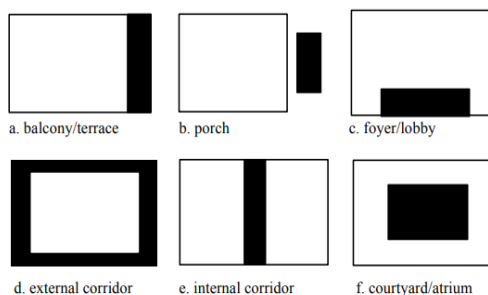 a. balcony/terrace
b. porch
c. foyer/lobby
d. external corridor
e. internal corridor
f. courtyard/atrium